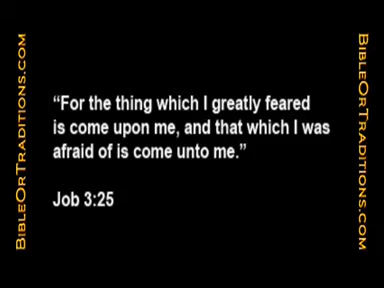 BIBLEORTRADITIONS.COM
“For the thing which I greatly feared
is come upon me, and that which I was
afraid of is come unto me.”
Job 3:25
BIBLEORTRADITIONS.COM